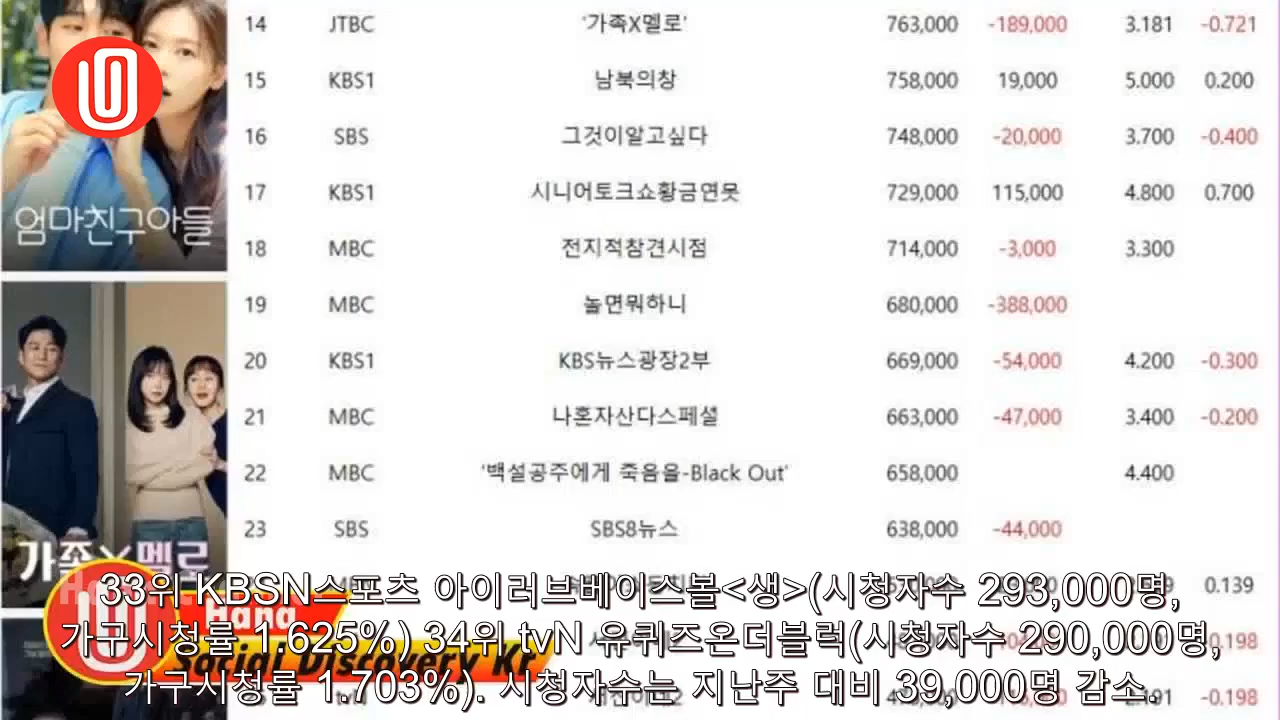 14 JTBC '가족X멜로' 763,000 -189,000 3.181 -0.721
15 KBS1 남북의창 758,000 19,000 5.000 0.200
16 SBS 그것이알고싶다 748,000 -20,000 3.700 -0.400
17 KBS1 시니어토크쇼황금연못 729,000 115,000 4.800 0.700
엄마친구아들
18 MBC 전지적참견시점 714,000 -3,000 3.300
19 MBC 놀면뭐하니 680,000 -388,000
20 KBS1 KBS뉴스광장2부 669,000 -54,000 4.200 -0.300
21 MBC 나혼자산다스페셜 663,000 -47,000 3.400 -0.200
22 MBC '백설공주에게 죽음을-Black Out' 658,000 4.400
23 SBS SBS8뉴스 638,000 -44,000
가족X멜로
0.139
Hana
33위 KBSN스포츠 아이러브베이스볼<생>(시청자수 293,000명,
가구시청률 1.625%) 34위 tvN 유퀴즈온더블럭(시청자수 290,000명,
-0.198
Social Discovery Kr
가구시청률 1.703%). 시청자수는 지난주 대비 39,000명 감소.
-0.198